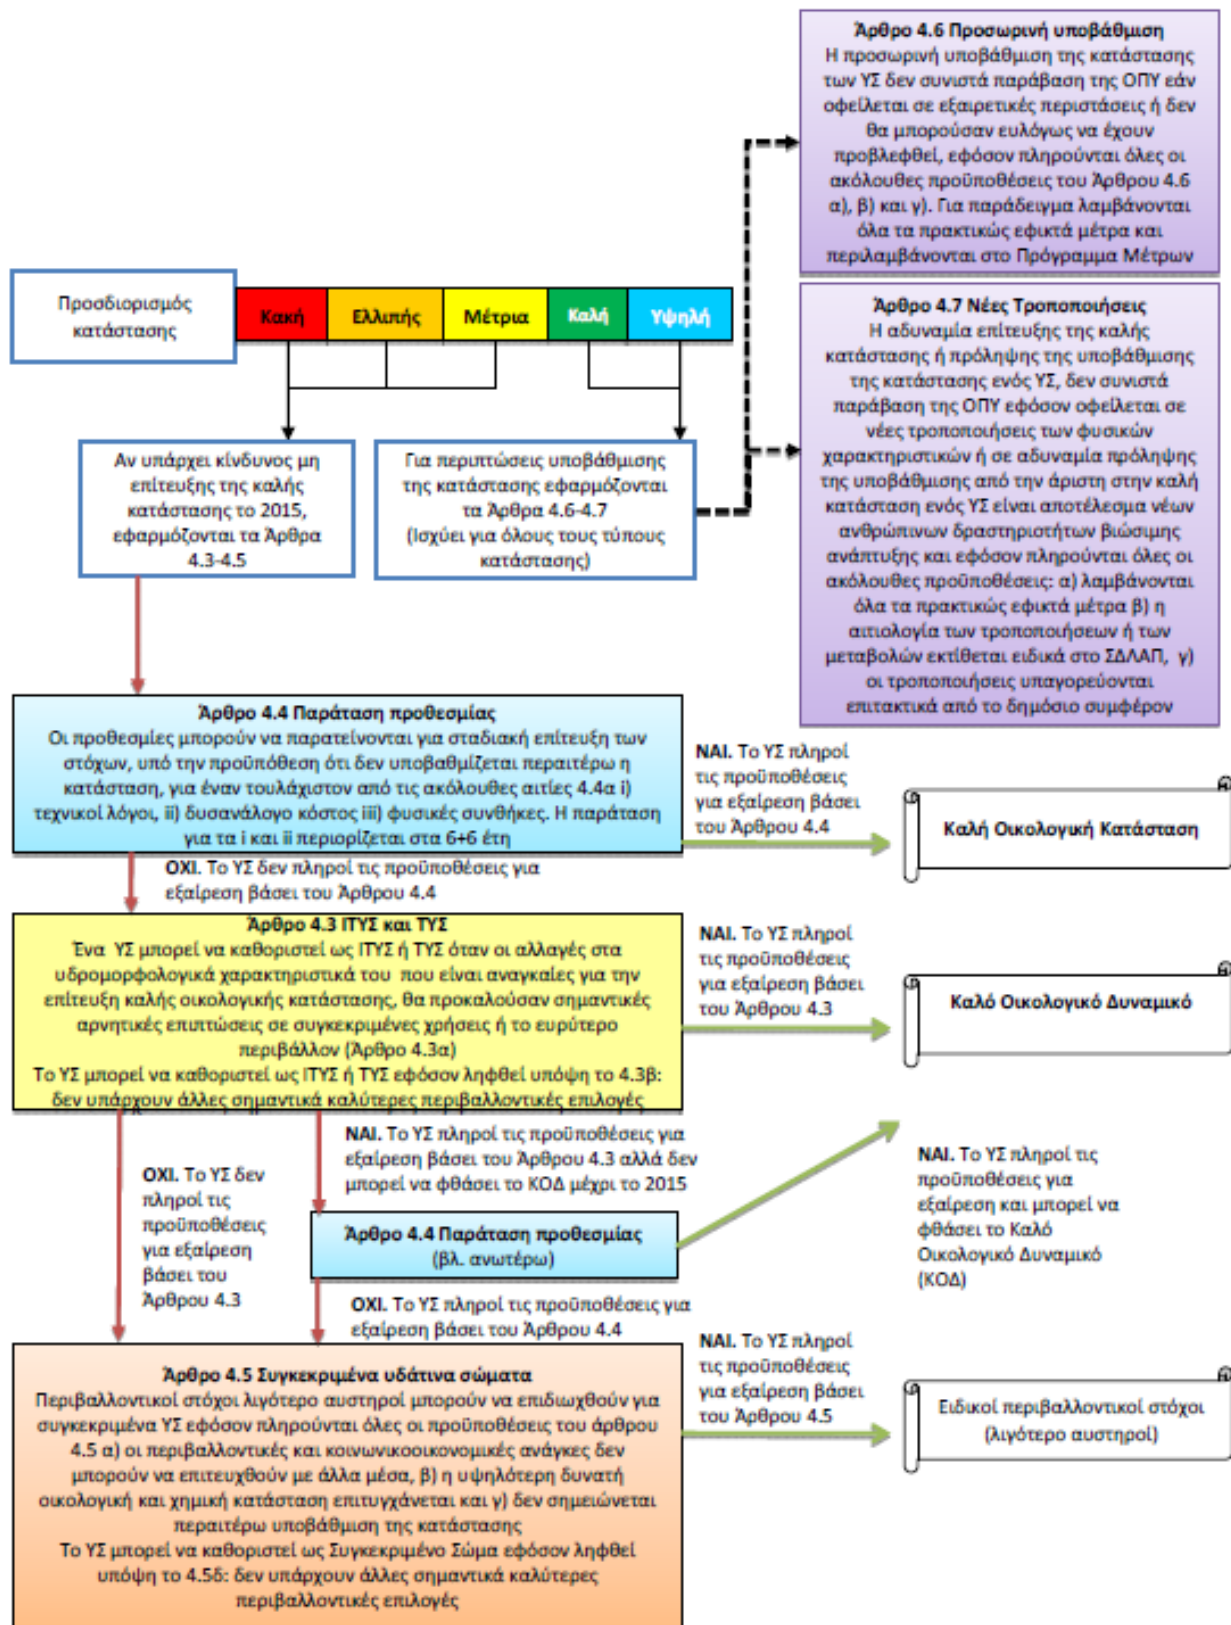 Άρθρο 4.6 Προσωρινή υποβάθμιση
Η προσωρινή υποβάθμιση της κατάστασης
των ΥΣ δεν συνιστά παράβαση της ΟΠΥ εάν
οφείλεται σε εξαιρετικές περιστάσεις ή δεν
θα μπορούσαν ευλόγως να έχουν
προβλεφθεί, εφόσον πληρούνται όλες οι
ακόλουθες προϋποθέσεις του Άρθρου 4.6
α), β) και γ). Για παράδειγμα λαμβάνονται
όλα τα πρακτικώς εφικτά μέτρα και
περιλαμβάνονται στο Πρόγραμμα Μέτρων
Προσδιορισμός
κατάστασης
Κακή
Ελλιπής
Μέτρια
Καλή
Υψηλή
Άρθρο 4.7 Νέες Τροποποιήσεις
Η αδυναμία επίτευξης της καλής
κατάστασης ή πρόληψης της υποβάθμισης
της κατάστασης ενός ΥΣ, δεν συνιστά
παράβαση της ΟΠΥ εφόσον οφείλεται σε
νέες τροποποιήσεις των φυσικών
χαρακτηριστικών ή σε αδυναμία πρόληψης
της υποβάθμισης από την άριστη στην καλή
κατάσταση ενός ΥΣ είναι αποτέλεσμα νέων
ανθρώπινων δραστηριοτήτων βιώσιμης
ανάπτυξης και εφόσον πληρούνται όλες οι
ακόλουθες προϋποθέσεις: α) λαμβάνονται
όλα τα πρακτικώς εφικτά μέτρα β) η
αιτιολογία των τροποποιήσεων ή των
μεταβολών εκτίθεται ειδικά στο ΣΔΛΑΠ, γ)
οι τροποποιήσεις υπαγορεύονται
επιτακτικά από το δημόσιο συμφέρον
Αν υπάρχει κίνδυνος μη
επίτευξης της καλής
κατάστασης το 2015,
εφαρμόζονται τα Άρθρα
4.3-4.5
Για περιπτώσεις υποβάθμισης
της κατάστασης εφαρμόζονται
τα Άρθρα 4.6-4.7
(Ισχύει για όλους τους τύπους
κατάστασης)
Άρθρο 4.4 Παράταση προθεσμίας
Οι προθεσμίες μπορούν να παρατείνονται για σταδιακή επίτευξη των
στόχων, υπό την προϋπόθεση ότι δεν υποβαθμίζεται περαιτέρω η
κατάσταση, για έναν τουλάχιστον από τις ακόλουθες αιτίες 4.4α i)
τεχνικοί λόγοι, ii) δυσανάλογο κόστος iii) φυσικές συνθήκες. Η παράταση
για τα i και ii περιορίζεται στα 6+6 έτη
ΝΑΙ. Το ΥΣ πληροί
τις προϋποθέσεις
για εξαίρεση βάσει
του Άρθρου 4.4
Καλή Οικολογική Κατάσταση
ΟΧΙ. Το ΥΣ δεν πληροί τις προϋποθέσεις για
εξαίρεση βάσει του Άρθρου 4.4
Άρθρο 4.3 ΙΤΥΣ και ΤΥΣ
Ένα ΥΣ μπορεί να καθοριστεί ως ΙΤΥΣ ή ΤΥΣ όταν οι αλλαγές στα
υδρομορφολογικά χαρακτηριστικά του που είναι αναγκαίες για την
επίτευξη καλής οικολογικής κατάστασης, θα προκαλούσαν σημαντικές
αρνητικές επιπτώσεις σε συγκεκριμένες χρήσεις ή το ευρύτερο
περιβάλλον (Άρθρο 4.3α)
Το ΥΣ μπορεί να καθοριστεί ως ΙΤΥΣ ή ΤΥΣ εφόσον ληφθεί υπόψη το 4.3β:
δεν υπάρχουν άλλες σημαντικά καλύτερες περιβαλλοντικές επιλογές
ΝΑΙ. Το ΥΣ πληροί
τις προϋποθέσεις
για εξαίρεση βάσει
του Άρθρου 4.3
Καλό Οικολογικό Δυναμικό
ΟΧΙ. Το ΥΣ δεν
πληροί τις
προϋποθέσεις
για εξαίρεση
βάσει του
Άρθρου 4.3
ΝΑΙ. Το ΥΣ πληροί τις προϋποθέσεις για
εξαίρεση βάσει του Άρθρου 4.3 αλλά δεν
μπορεί να φθάσει το ΚΟΔ μέχρι το 2015
Άρθρο 4.4 Παράταση προθεσμίας
(βλ. ανωτέρω)
ΝΑΙ. Το ΥΣ πληροί τις
προϋποθέσεις για
εξαίρεση και μπορεί να
φθάσει το Καλό
Οικολογικό Δυναμικό
(ΚΟΔ)
ΟΧΙ. Το ΥΣ πληροί τις προϋποθέσεις για
εξαίρεση βάσει του Άρθρου 4.4
Άρθρο 4.5 Συγκεκριμένα υδάτινα σώματα
Περιβαλλοντικοί στόχοι λιγότερο αυστηροί μπορούν να επιδιωχθούν για
συγκεκριμένα ΥΣ εφόσον πληρούνται όλες οι προϋποθέσεις του άρθρου
4.5 α) οι περιβαλλοντικές και κοινωνικοοικονομικές ανάγκες δεν
μπορούν να επιτευχθούν με άλλα μέσα, β) η υψηλότερη δυνατή
οικολογική και χημική κατάσταση επιτυγχάνεται και γ) δεν σημειώνεται
περαιτέρω υποβάθμιση της κατάστασης
Το ΥΣ μπορεί να καθοριστεί ως Συγκεκριμένο Σώμα εφόσον ληφθεί
υπόψη το 4.5δ: δεν υπάρχουν άλλες σημαντικά καλύτερες
περιβαλλοντικές επιλογές
ΝΑΙ. Το ΥΣ πληροί
τις προϋποθέσεις
για εξαίρεση βάσει
του Άρθρου 4.5
Ειδικοί περιβαλλοντικοί στόχοι
(λιγότερο αυστηροί)